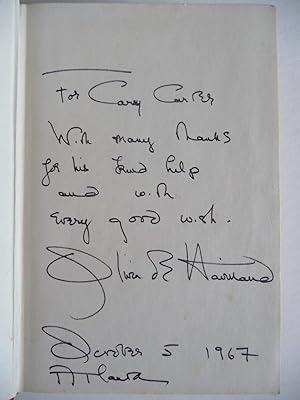 For Carey Carter
With many thanks
for his kind help
and with
every good wish.
Olivia de Havilland
October 5 1967
Atlanta